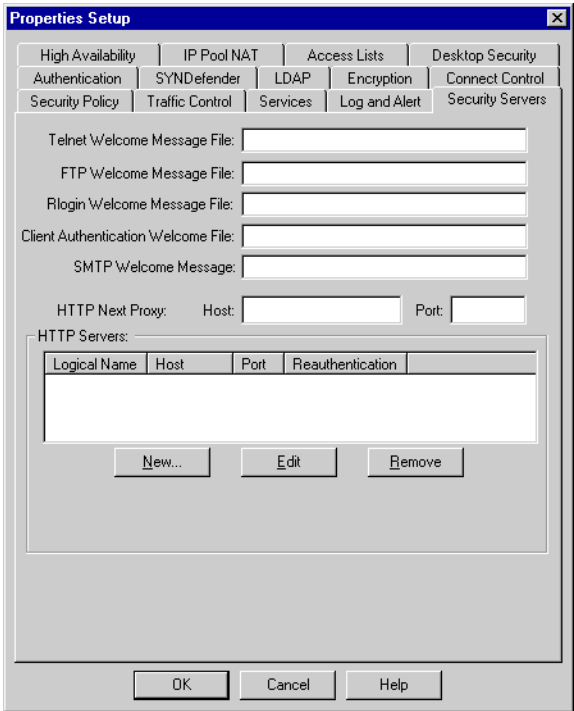 Properties Setup
High Availability IP Pool NAT Access Lists Desktop Security
Authentication SYNDefender LDAP Encryption Connect Control
Security Policy Traffic Control Services Log and Alert Security Servers
Telnet Welcome Message File:
FTP Welcome Message File:
Rlogin Welcome Message File:
Client Authentication Welcome File:
SMTP Welcome Message:
HTTP Next Proxy: Host: Port:
HTTP Servers:
Logical Name Host Port Reauthentication
New... Edit Remove
OK Cancel Help